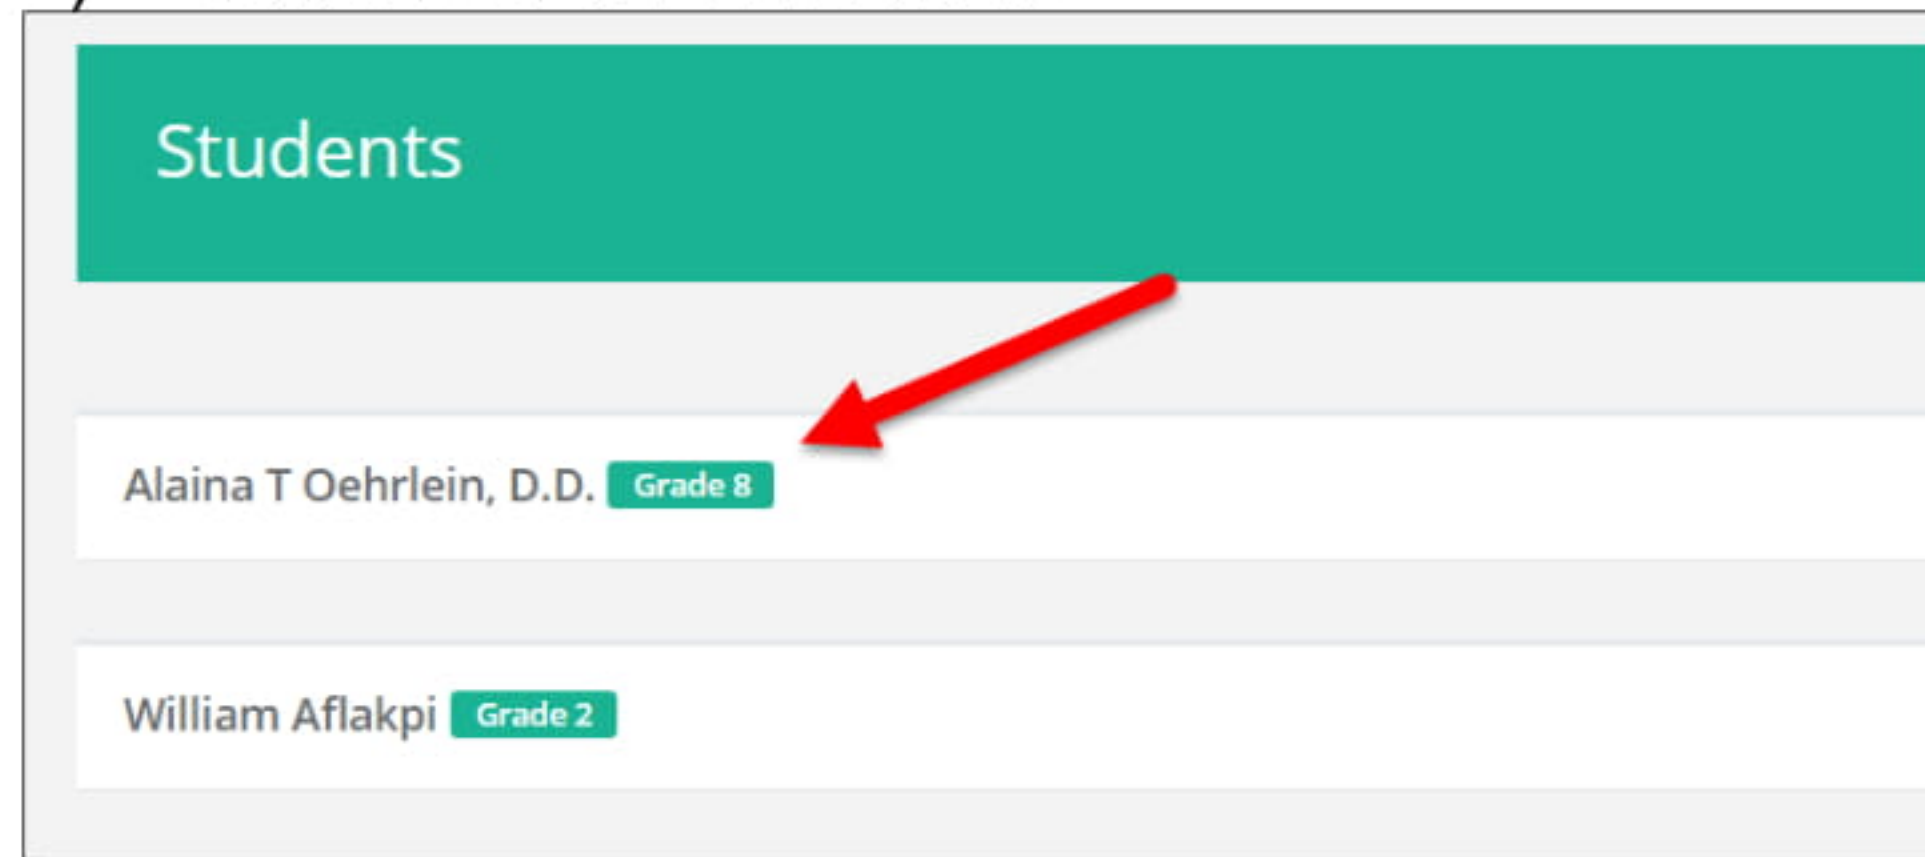 Students
Alaina T Oehrlein, D.D. Grade 8
William Aflakpi Grade 2